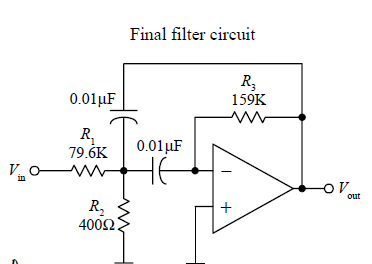 Final filter circuit
R3
0.01µF
159K
R1
79.6K
0.01µF
Vin
−
Vout
R2
400Ω
+